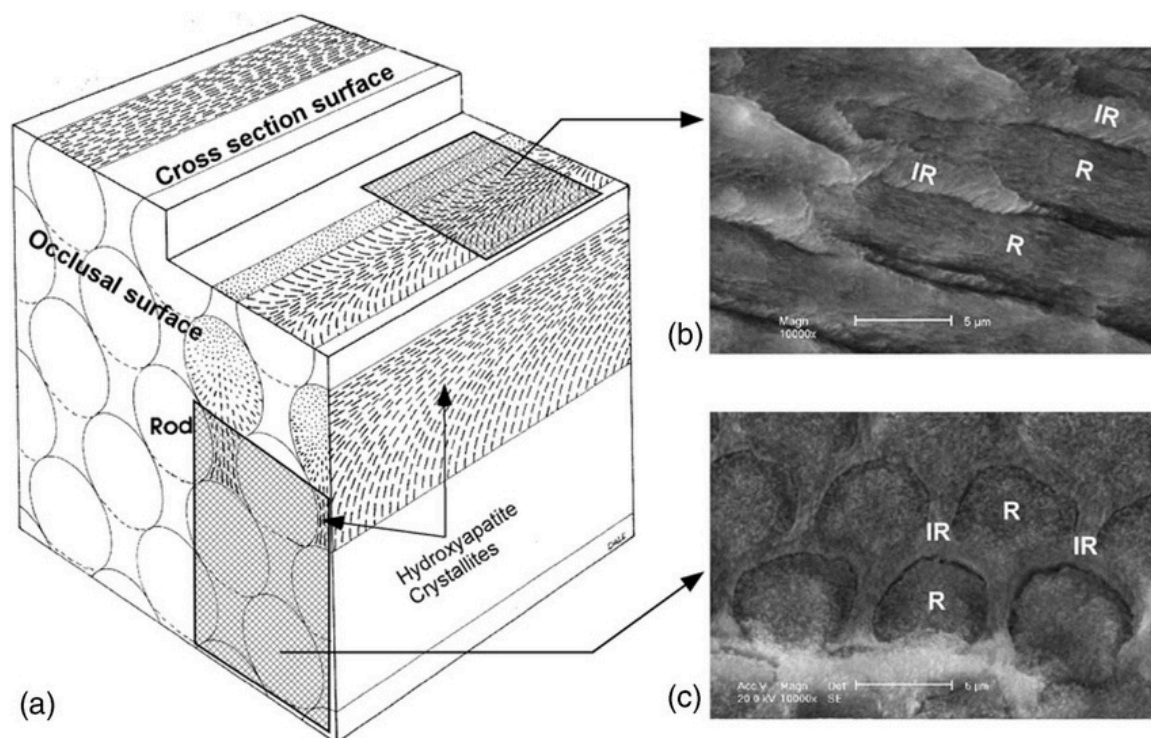 Cross section surface
Occlusal surface
Rod
Hydroxyapatite
Crystallites
DALE
(a)
IR
R
IR
R
Magn
10000x
5 µm
(b)
R
IR
IR
R
Acc.V Magn Det
20.0 kV 10000x SE
5 µm
(c)